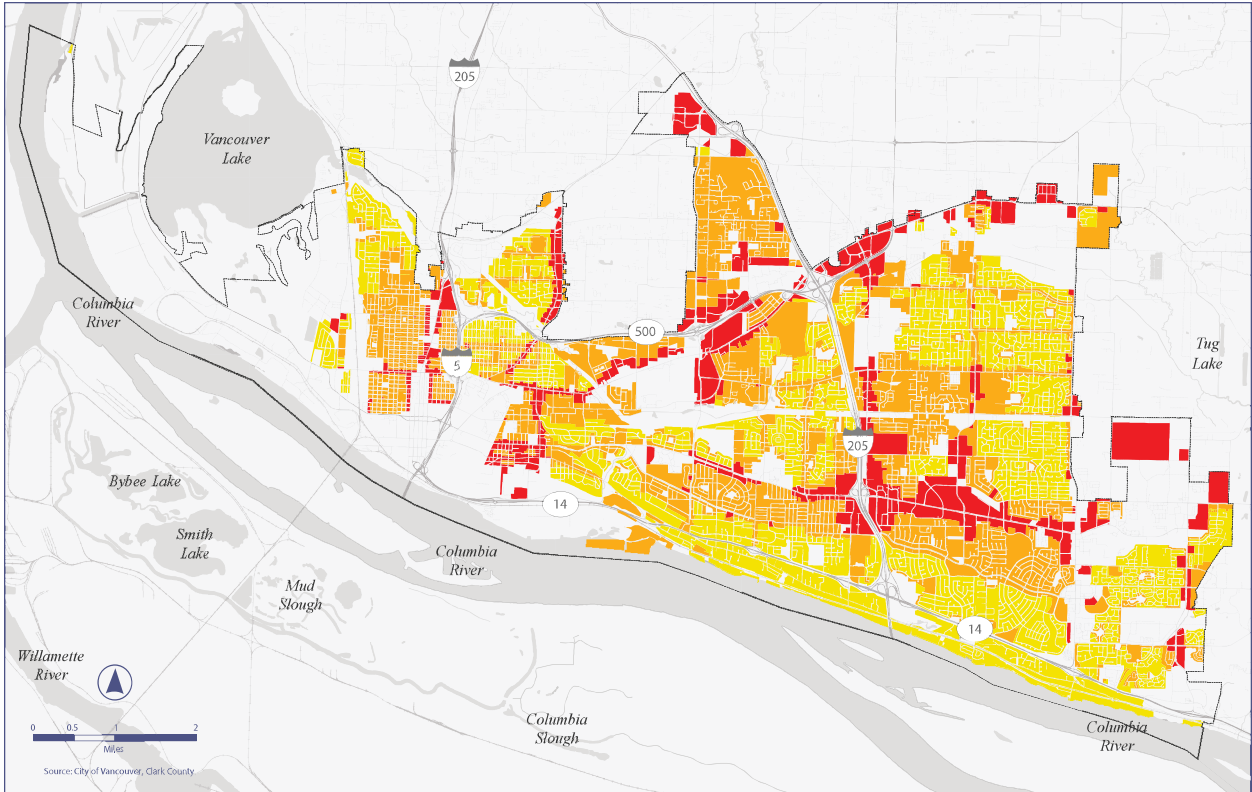 205
Vancouver
Lake
Columbia
River
500
Tug
Lake
5
205
Bybee Lake
14
Smith
Lake
Columbia
River
Mud
Slough
14
Willamette
River
Columbia
Slough
Columbia
River
0 0.5 1 2
Miles
Source: City of Vancouver, Clark County